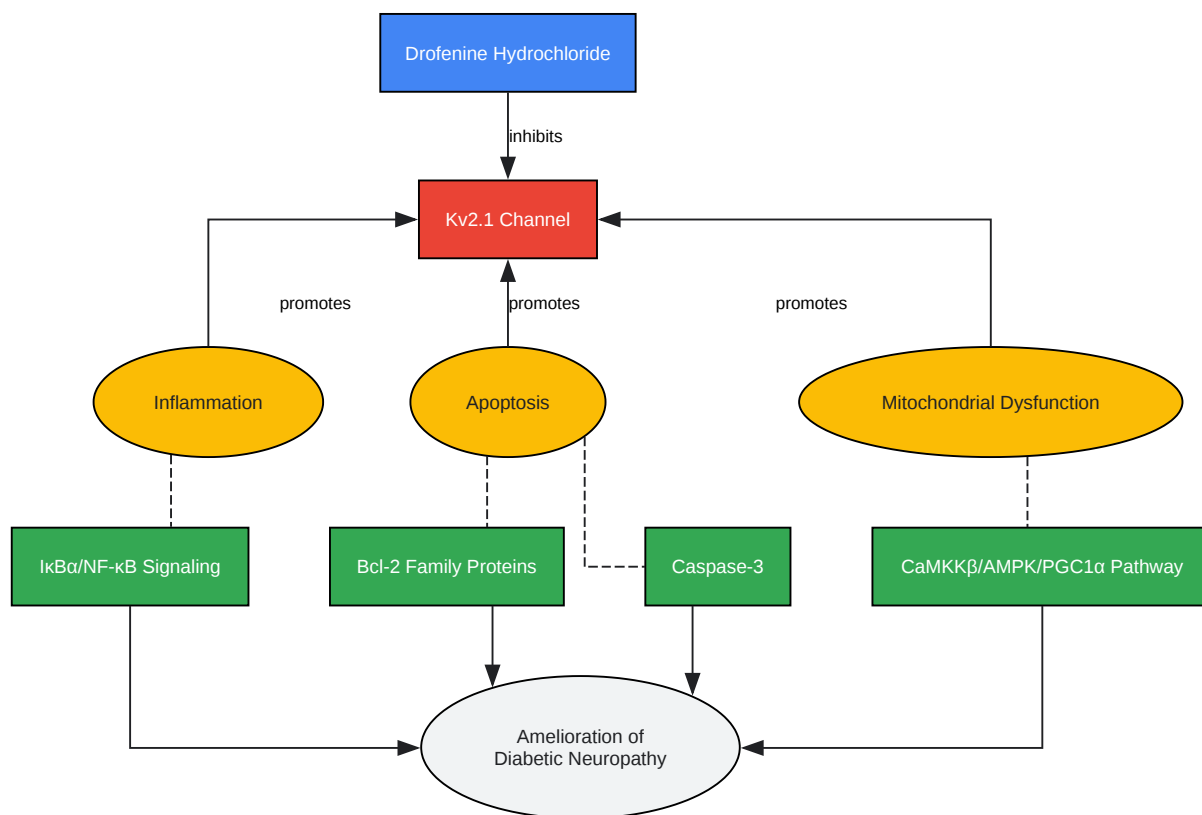 Drofenine Hydrochloride
inhibits
Kv2.1 Channel
promotes
promotes
promotes
Inflammation
Apoptosis
Mitochondrial Dysfunction
IκBα/NF-κB Signaling
Bcl-2 Family Proteins
Caspase-3
CaMKKβ/AMPK/PGC1α Pathway
Amelioration of
Diabetic Neuropathy